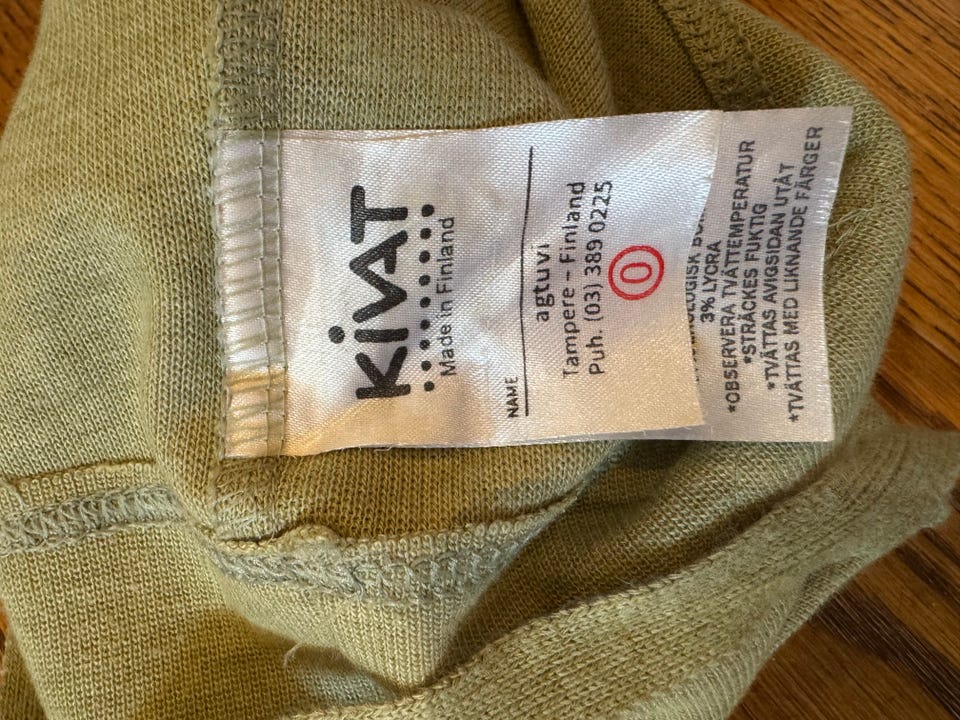 kivat
Made in Finland
NAME
agtuvi
Tampere – Finland
Puh. (03) 389 0225
0
3% LYCRA
*OBSERVERA TVÄTTEMPERATUR
*STRÄCKES FUKTIG
*TVÄTTAS AVIGSIDAN UTÅT
*TVÄTTAS MED LIKNANDE FÄRGER